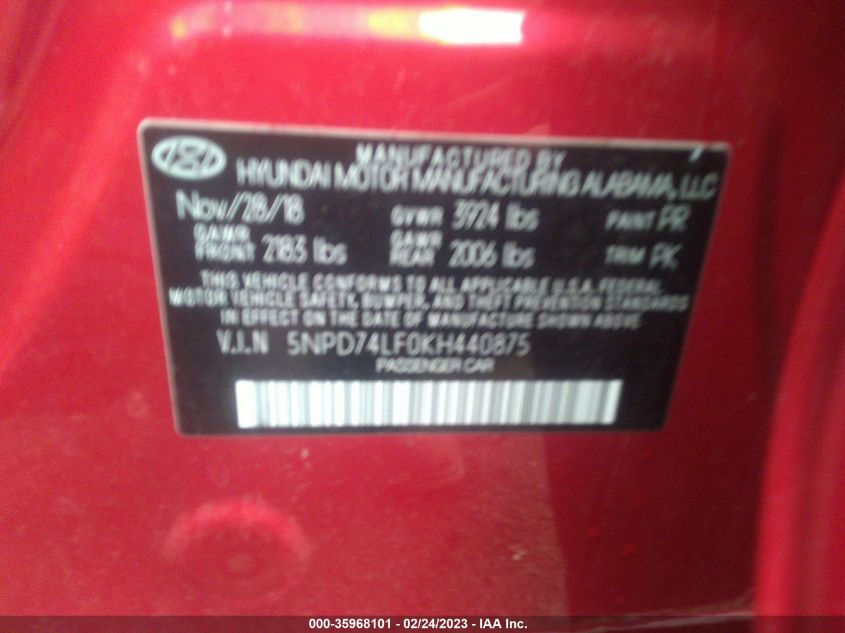 MANUFACTURED BY
HYUNDAI MOTOR MANUFACTURING ALABAMA, LLC
Nov/28/18 GVWR 3924 lbs PAINT PR
GAWR FRONT 2183 lbs GAWR REAR 2006 lbs TRIM PK
THIS VEHICLE CONFORMS TO ALL APPLICABLE U.S.A. FEDERAL
MOTOR VEHICLE SAFETY, BUMPER, AND THEFT PREVENTION STANDARDS
IN EFFECT ON THE DATE OF MANUFACTURE SHOWN ABOVE.
V.I.N 5NPD74LF0KH440875
PASSENGER CAR
000-35968101 - 02/24/2023 - IAA Inc.